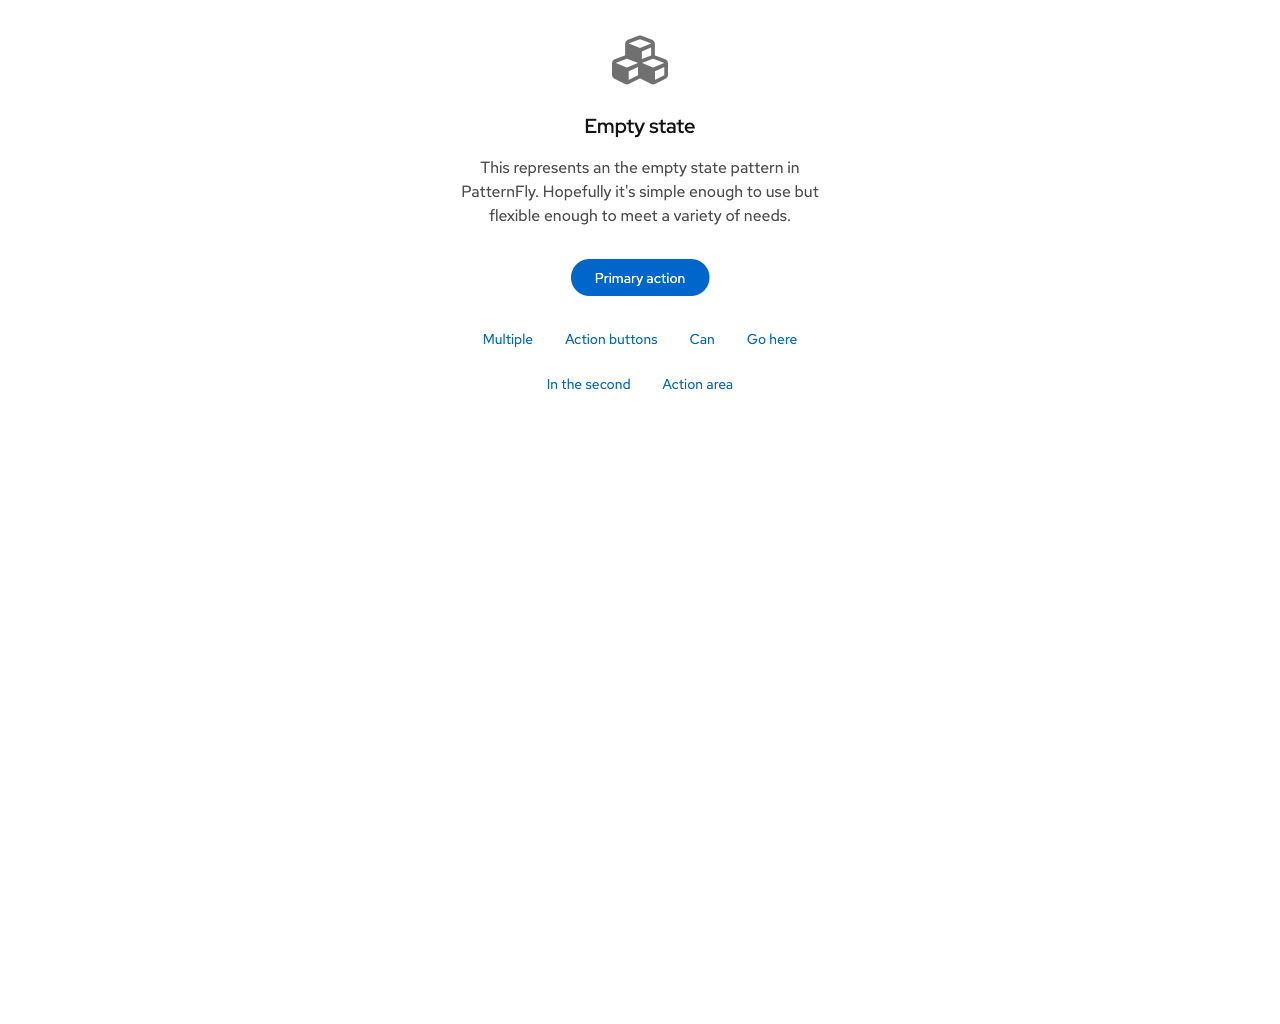 Empty state
This represents an the empty state pattern in
PatternFly. Hopefully it's simple enough to use but
flexible enough to meet a variety of needs.
Primary action
Multiple Action buttons Can Go here
In the second Action area